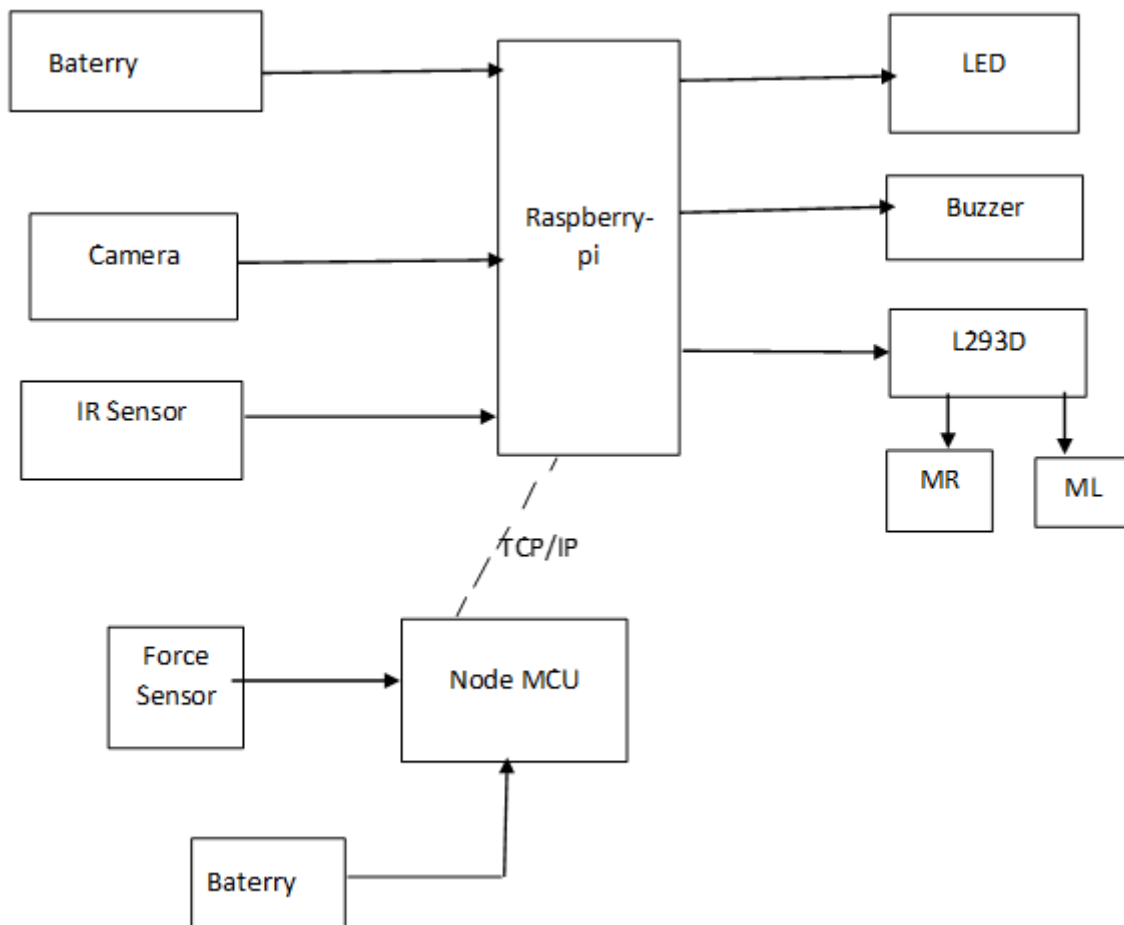 Baterry
LED
Camera
Raspberry-
pi
Buzzer
IR Sensor
L293D
MR
ML
TCP/IP
Force
Sensor
Node MCU
Baterry